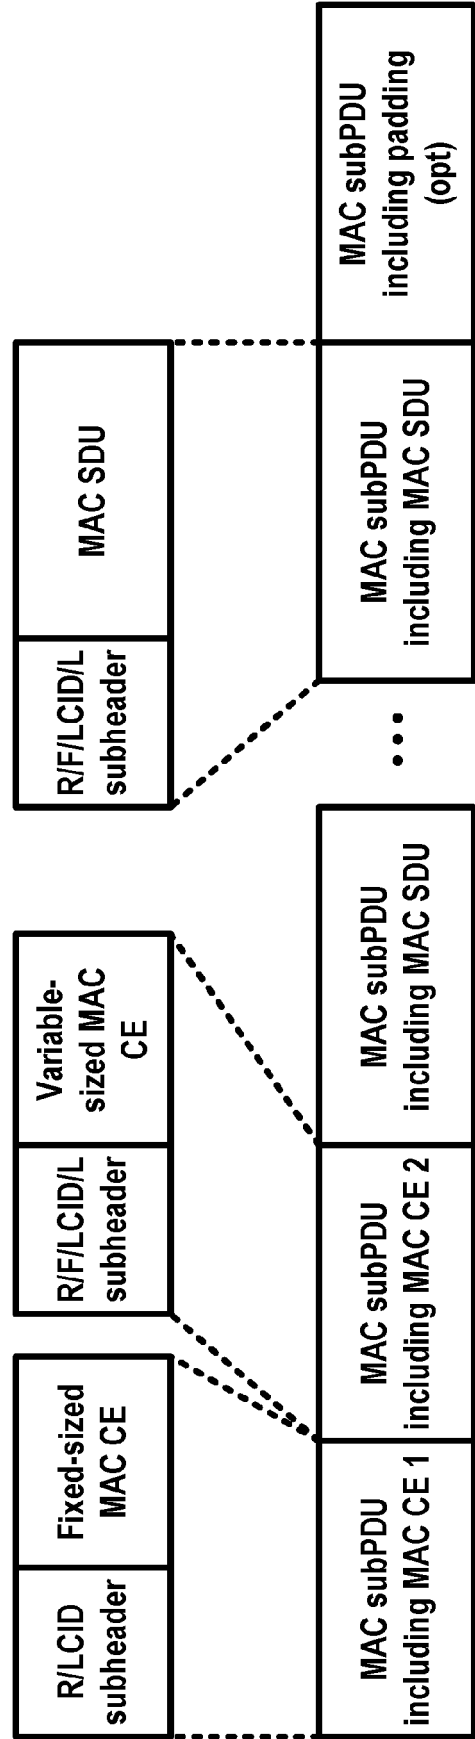 R/LCID
subheader
Fixed-sized
MAC CE
R/F/LCID/L
subheader
Variable-
sized MAC
CE
R/F/LCID/L
subheader
MAC SDU
MAC subPDU
including MAC CE 1
MAC subPDU
including MAC CE 2
MAC subPDU
including MAC SDU
...
MAC subPDU
including MAC SDU
MAC subPDU
including padding
(opt)